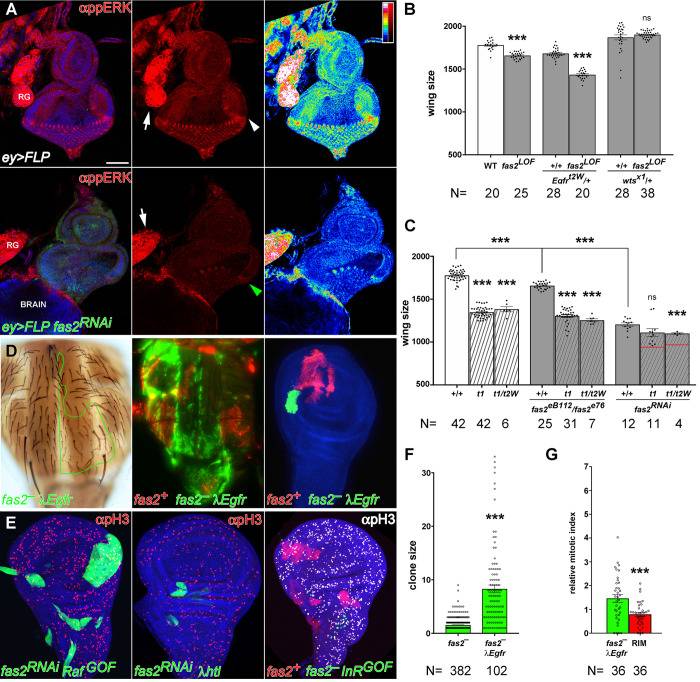 A
αppERK
RG
ey>FLP
αppERK
RG
BRAIN
ey>FLP fas2RNAi
B
wing size
2000
1500
1000
500
***
***
ns
WT fas2LOF +/+ fas2LOF +/+ fas2LOF
Egfrt2W/+ wtsx1/+
N= 20 25 28 20 28 38
C
wing size
2000
1500
1000
500
*** ***
*** *** *** *** ns ***
+/+ t1 t1/t2W +/+ t1 t1/t2W +/+ t1 t1/t2W
fas2eB112/fas2e76 fas2RNAi
N= 42 42 6 25 31 7 12 11 4
D
fas2– λEgfr
fas2+ fas2– λEgfr
fas2+ fas2– λEgfr
E
αpH3
fas2RNAi RafGOF
αpH3
fas2RNAi λhtl
αpH3
fas2+ fas2– InRGOF
F
clone size
30
20
10
0
***
fas2– fas2–
λEgfr
N= 382 102
G
relative mitotic index
7
6
5
4
3
2
1
0
***
fas2– RIM
λEgfr
N= 36 36